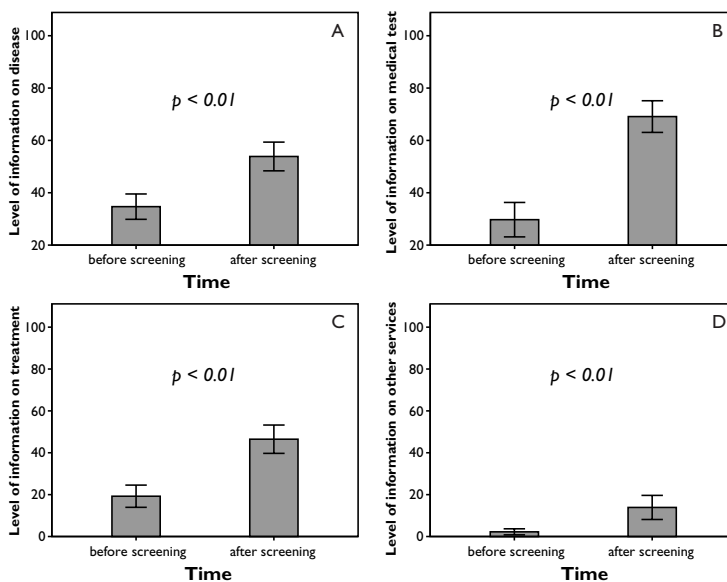 A
Level of information on disease
100
80
60
40
20
p < 0.01
before screening
after screening
Time
B
Level of information on medical test
100
80
60
40
20
p < 0.01
before screening
after screening
Time
C
Level of information on treatment
100
80
60
40
20
0
p < 0.01
before screening
after screening
Time
D
Level of information on other services
100
80
60
40
20
0
p < 0.01
before screening
after screening
Time